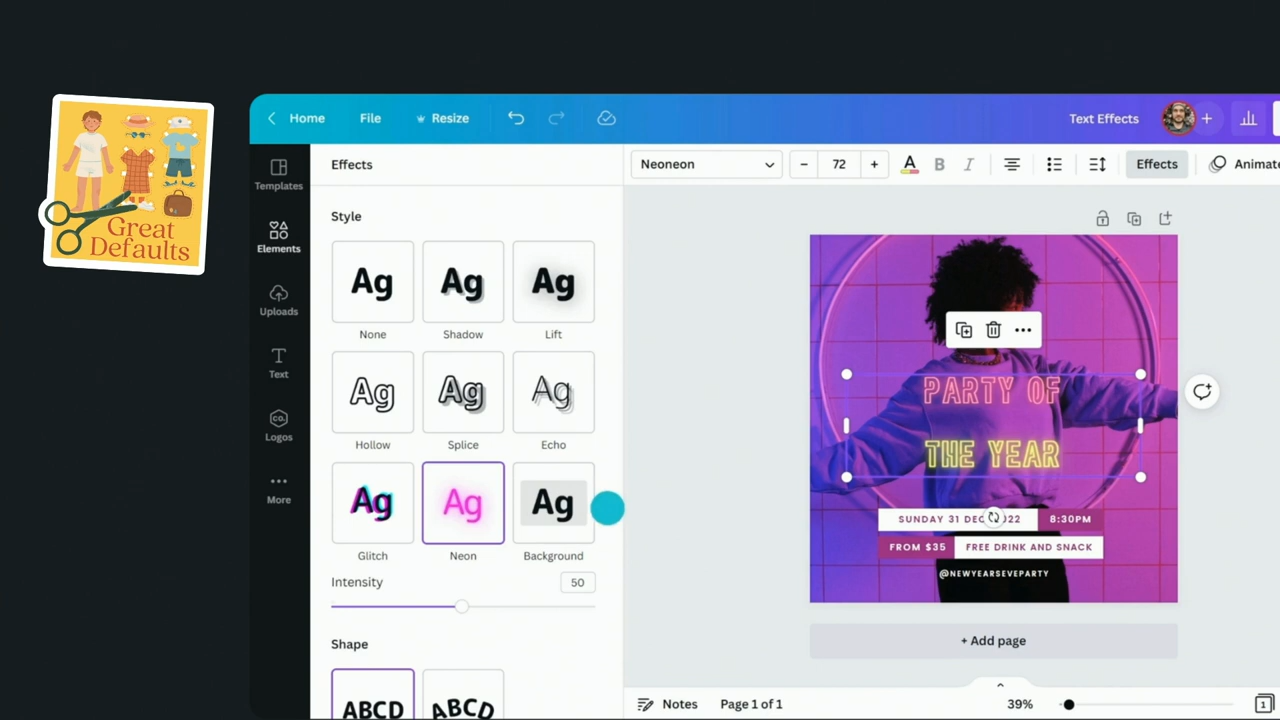 Great
Defaults
Home
File
Resize
Text Effects
Effects
Neoneon
72
A
B
I
Effects
Templates
Elements
Uploads
Text
co.
Logos
More
Style
Ag
Ag
Ag
None
Shadow
Lift
Ag
Ag
Ag
Hollow
Splice
Echo
Ag
Ag
Ag
Glitch
Neon
Background
Intensity
50
Shape
ABCD
ABCD
PARTY OF
THE YEAR
SUNDAY 31
8:30PM
FROM $35
FREE DRINK AND SNACK
@NEWYEARSEVEPARTY
+ Add page
Notes
Page 1 of 1
39%
1